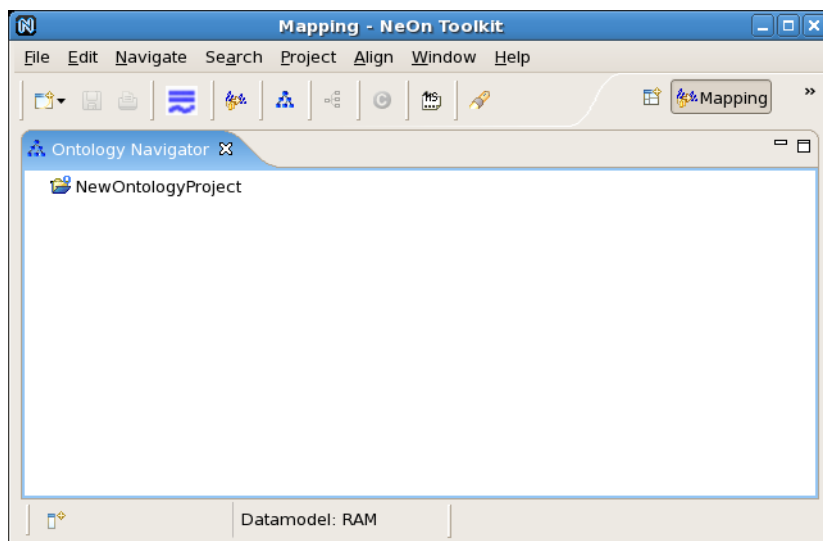 Mapping - NeOn Toolkit
File Edit Navigate Search Project Align Window Help
Mapping »
Ontology Navigator
NewOntologyProject
Datamodel: RAM